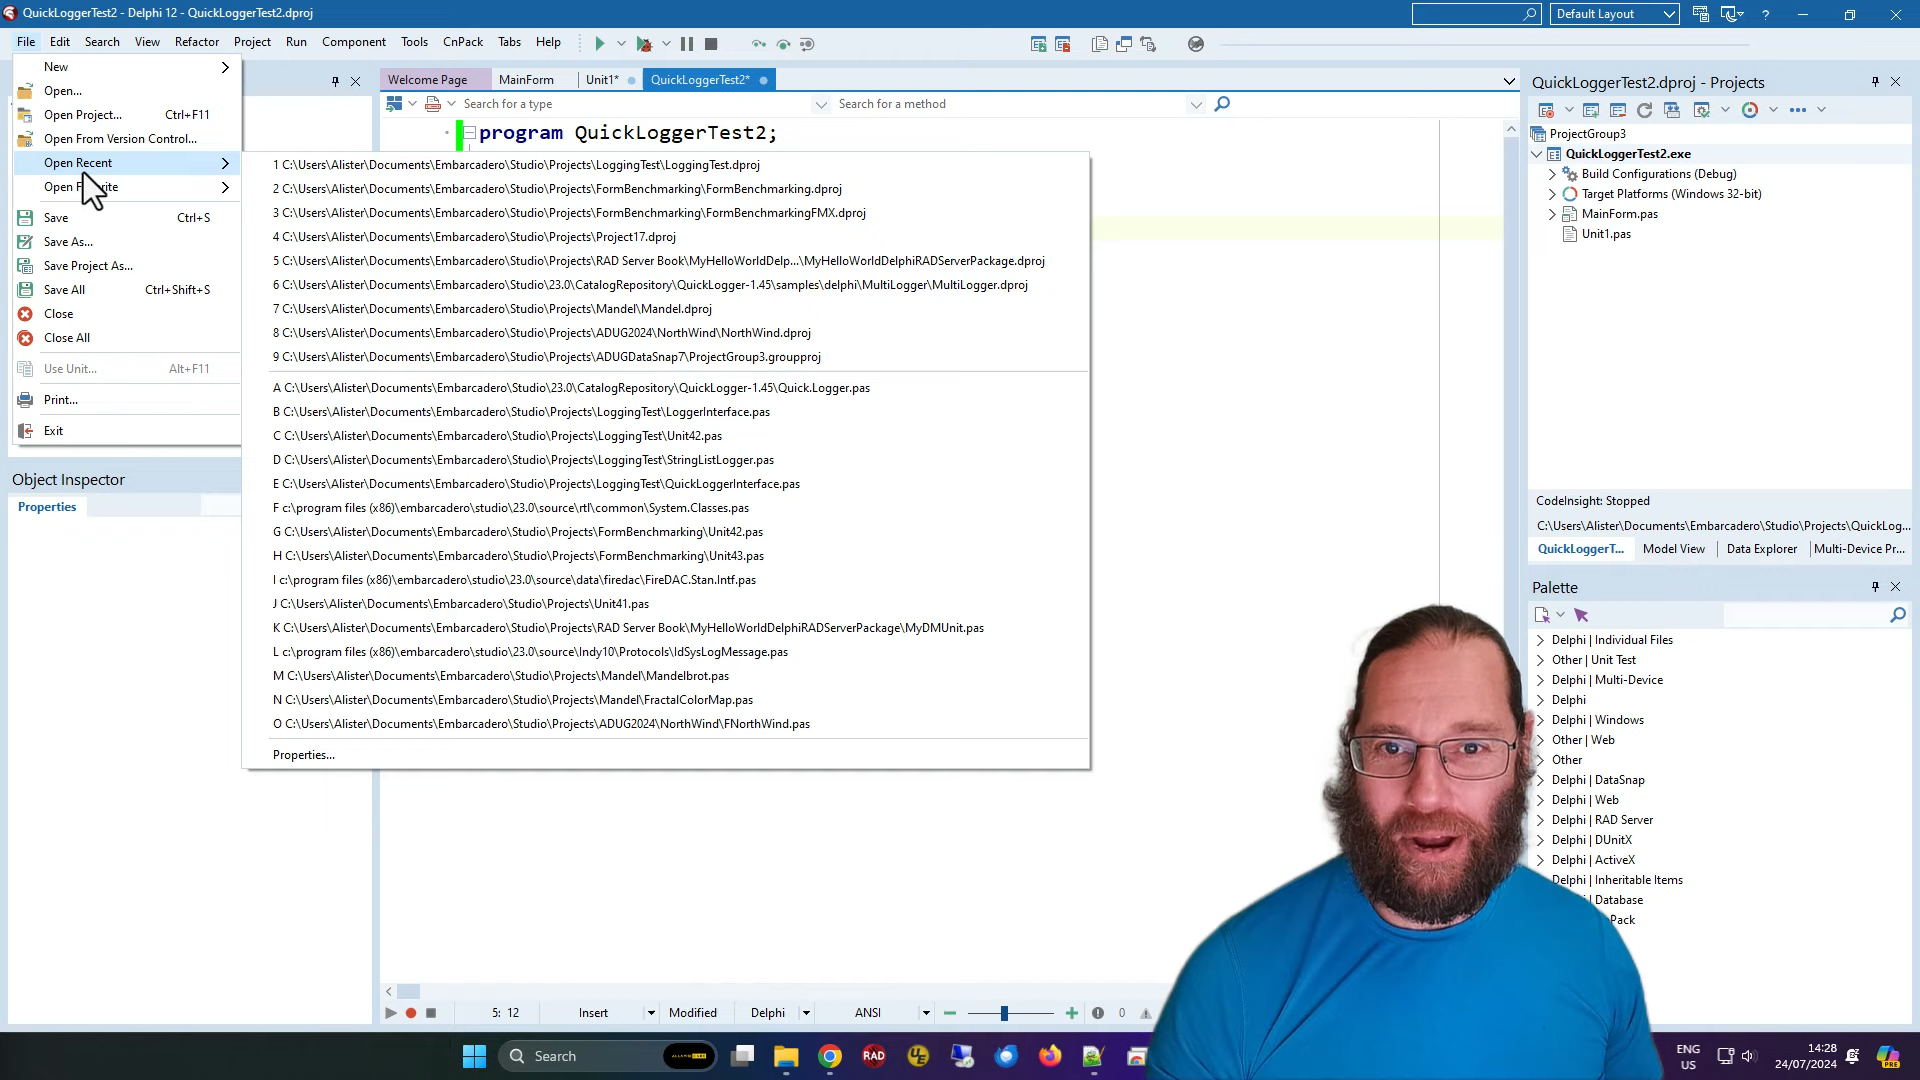 QuickLoggerTest2 - Delphi 12 - QuickLoggerTest2.dproj
Default Layout
File Edit Search View Refactor Project Run Component Tools CnPack Tabs Help
New
Open...
Open Project... Ctrl+F11
Open From Version Control...
Open Recent
Open F
Save Ctrl+S
Save As...
Save Project As...
Save All Ctrl+Shift+S
Close
Close All
Use Unit... Alt+F11
Print...
Exit
Welcome Page MainForm Unit1* QuickLoggerTest2*
Search for a type Search for a method
program QuickLoggerTest2;
1 C:\Users\Alister\Documents\Embarcadero\Studio\Projects\LoggingTest\LoggingTest.dproj
2 C:\Users\Alister\Documents\Embarcadero\Studio\Projects\FormBenchmarking\FormBenchmarking.dproj
3 C:\Users\Alister\Documents\Embarcadero\Studio\Projects\FormBenchmarking\FormBenchmarkingFMX.dproj
4 C:\Users\Alister\Documents\Embarcadero\Studio\Projects\Project17.dproj
5 C:\Users\Alister\Documents\Embarcadero\Studio\Projects\RAD Server Book\MyHelloWorldDelp...\MyHelloWorldDelphiRADServerPackage.dproj
6 C:\Users\Alister\Documents\Embarcadero\Studio\23.0\CatalogRepository\QuickLogger-1.45\samples\delphi\MultiLogger\MultiLogger.dproj
7 C:\Users\Alister\Documents\Embarcadero\Studio\Projects\Mandel\Mandel.dproj
8 C:\Users\Alister\Documents\Embarcadero\Studio\Projects\ADUG2024\NorthWind\NorthWind.dproj
9 C:\Users\Alister\Documents\Embarcadero\Studio\Projects\ADUGDataSnap7\ProjectGroup3.groupproj
A C:\Users\Alister\Documents\Embarcadero\Studio\23.0\CatalogRepository\QuickLogger-1.45\Quick.Logger.pas
B C:\Users\Alister\Documents\Embarcadero\Studio\Projects\LoggingTest\LoggerInterface.pas
C C:\Users\Alister\Documents\Embarcadero\Studio\Projects\LoggingTest\Unit42.pas
D C:\Users\Alister\Documents\Embarcadero\Studio\Projects\LoggingTest\StringListLogger.pas
E C:\Users\Alister\Documents\Embarcadero\Studio\Projects\LoggingTest\QuickLoggerInterface.pas
F c:\program files (x86)\embarcadero\studio\23.0\source\rtl\common\System.Classes.pas
G C:\Users\Alister\Documents\Embarcadero\Studio\Projects\FormBenchmarking\Unit42.pas
H C:\Users\Alister\Documents\Embarcadero\Studio\Projects\FormBenchmarking\Unit43.pas
I c:\program files (x86)\embarcadero\studio\23.0\source\data\firedac\FireDAC.Stan.Intf.pas
J C:\Users\Alister\Documents\Embarcadero\Studio\Projects\Unit41.pas
K C:\Users\Alister\Documents\Embarcadero\Studio\Projects\RAD Server Book\MyHelloWorldDelphiRADServerPackage\MyDMUnit.pas
L c:\program files (x86)\embarcadero\studio\23.0\source\Indy10\Protocols\IdSysLogMessage.pas
M C:\Users\Alister\Documents\Embarcadero\Studio\Projects\Mandel\Mandelbrot.pas
N C:\Users\Alister\Documents\Embarcadero\Studio\Projects\Mandel\FractalColorMap.pas
O C:\Users\Alister\Documents\Embarcadero\Studio\Projects\ADUG2024\NorthWind\FNorthWind.pas
Properties...
Object Inspector
Properties
QuickLoggerTest2.dproj - Projects
ProjectGroup3
QuickLoggerTest2.exe
Build Configurations (Debug)
Target Platforms (Windows 32-bit)
MainForm.pas
Unit1.pas
CodeInsight: Stopped
C:\Users\Alister\Documents\Embarcadero\Studio\Projects\QuickLog...
QuickLoggerT... Model View Data Explorer Multi-Device Pr...
Palette
Delphi | Individual Files
Other | Unit Test
Delphi | Multi-Device
Delphi
Delphi | Windows
Other | Web
Other
Delphi | DataSnap
Delphi | Web
Delphi | RAD Server
Delphi | DUnitX
Delphi | ActiveX
Delphi | Inheritable Items
| Database
Pack
5: 12 Insert Modified Delphi ANSI 0
Search RAD
ENG
US
14:28
24/07/2024